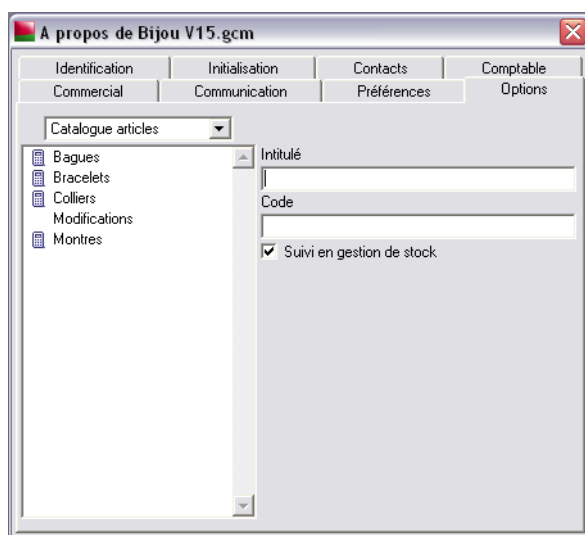 A propos de Bijou V15.gcm
Identification Initialisation Contacts Comptable
Commercial Communication Préférences Options
Catalogue articles
Bagues
Bracelets
Colliers
Modifications
Montres
Intitulé
Code
Suivi en gestion de stock